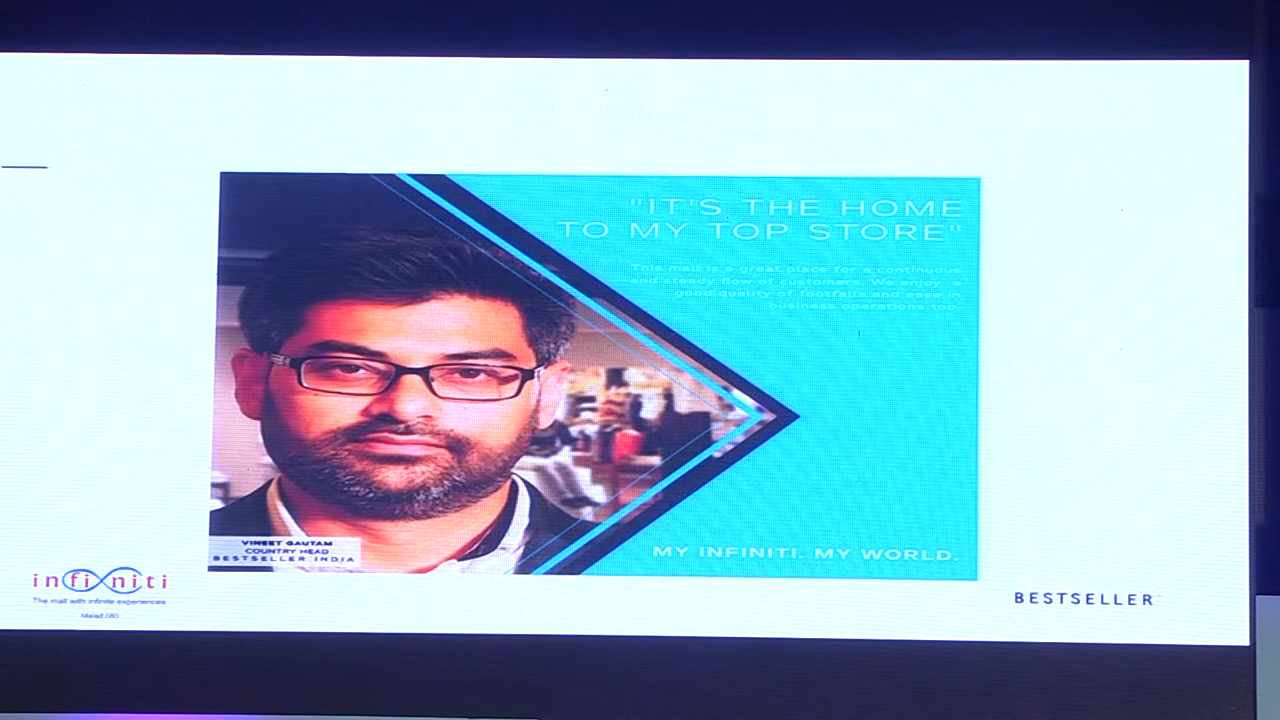 "IT'S THE HOME
TO MY TOP STORE"
This mall is a great place for a continuous
and steady flow of customers. We enjoy a
good quality of footfalls and ease in
business operations too.
MY INFINITI. MY WORLD.
VINEET GAUTAM
COUNTRY HEAD
BESTSELLER INDIA
infiniti
The mall with infinite experiences
Malad (W)
BESTSELLER